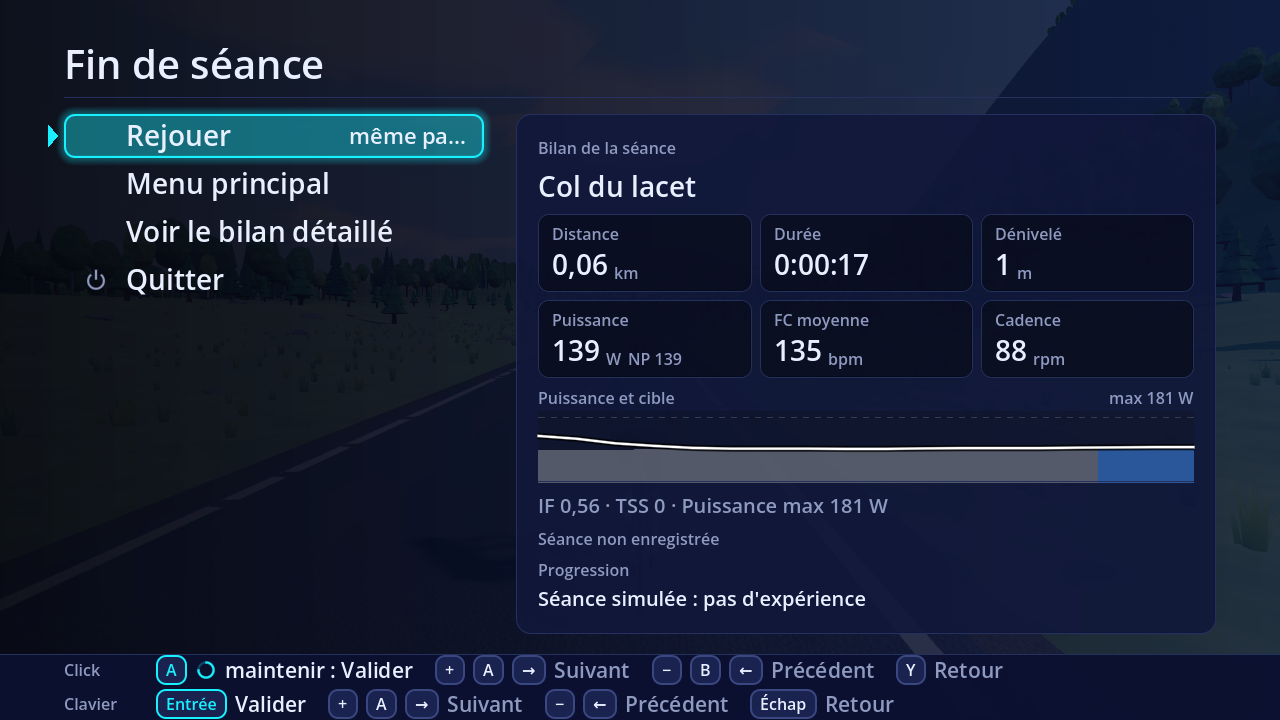 Fin de séance
Rejouer même pa...
Menu principal
Voir le bilan détaillé
Quitter
Bilan de la séance
Col du lacet
Distance
0,06 km
Durée
0:00:17
Dénivelé
1 m
Puissance
139 W NP 139
FC moyenne
135 bpm
Cadence
88 rpm
Puissance et cible max 181 W
IF 0,56 · TSS 0 · Puissance max 181 W
Séance non enregistrée
Progression
Séance simulée : pas d'expérience
Click A maintenir : Valider + A → Suivant − B ← Précédent Y Retour
Clavier Entrée Valider + A → Suivant − ← Précédent Échap Retour